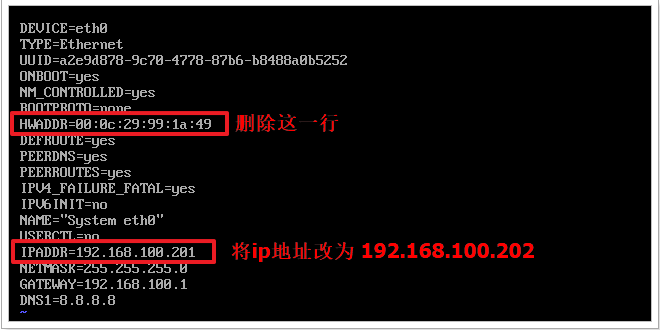 DEVICE=eth0
TYPE=Ethernet
UUID=a2e9d878-9c70-4778-87b6-b8488a0b5252
ONBOOT=yes
NM_CONTROLLED=yes
BOOTPROTO=none
HWADDR=00:0c:29:99:1a:49 删除这一行
DEFROUTE=yes
PEERDNS=yes
PEERROUTES=yes
IPV4_FAILURE_FATAL=yes
IPV6INIT=no
NAME="System eth0"
USERCTL=no
IPADDR=192.168.100.201 将ip地址改为 192.168.100.202
NETMASK=255.255.255.0
GATEWAY=192.168.100.1
DNS1=8.8.8.8
~